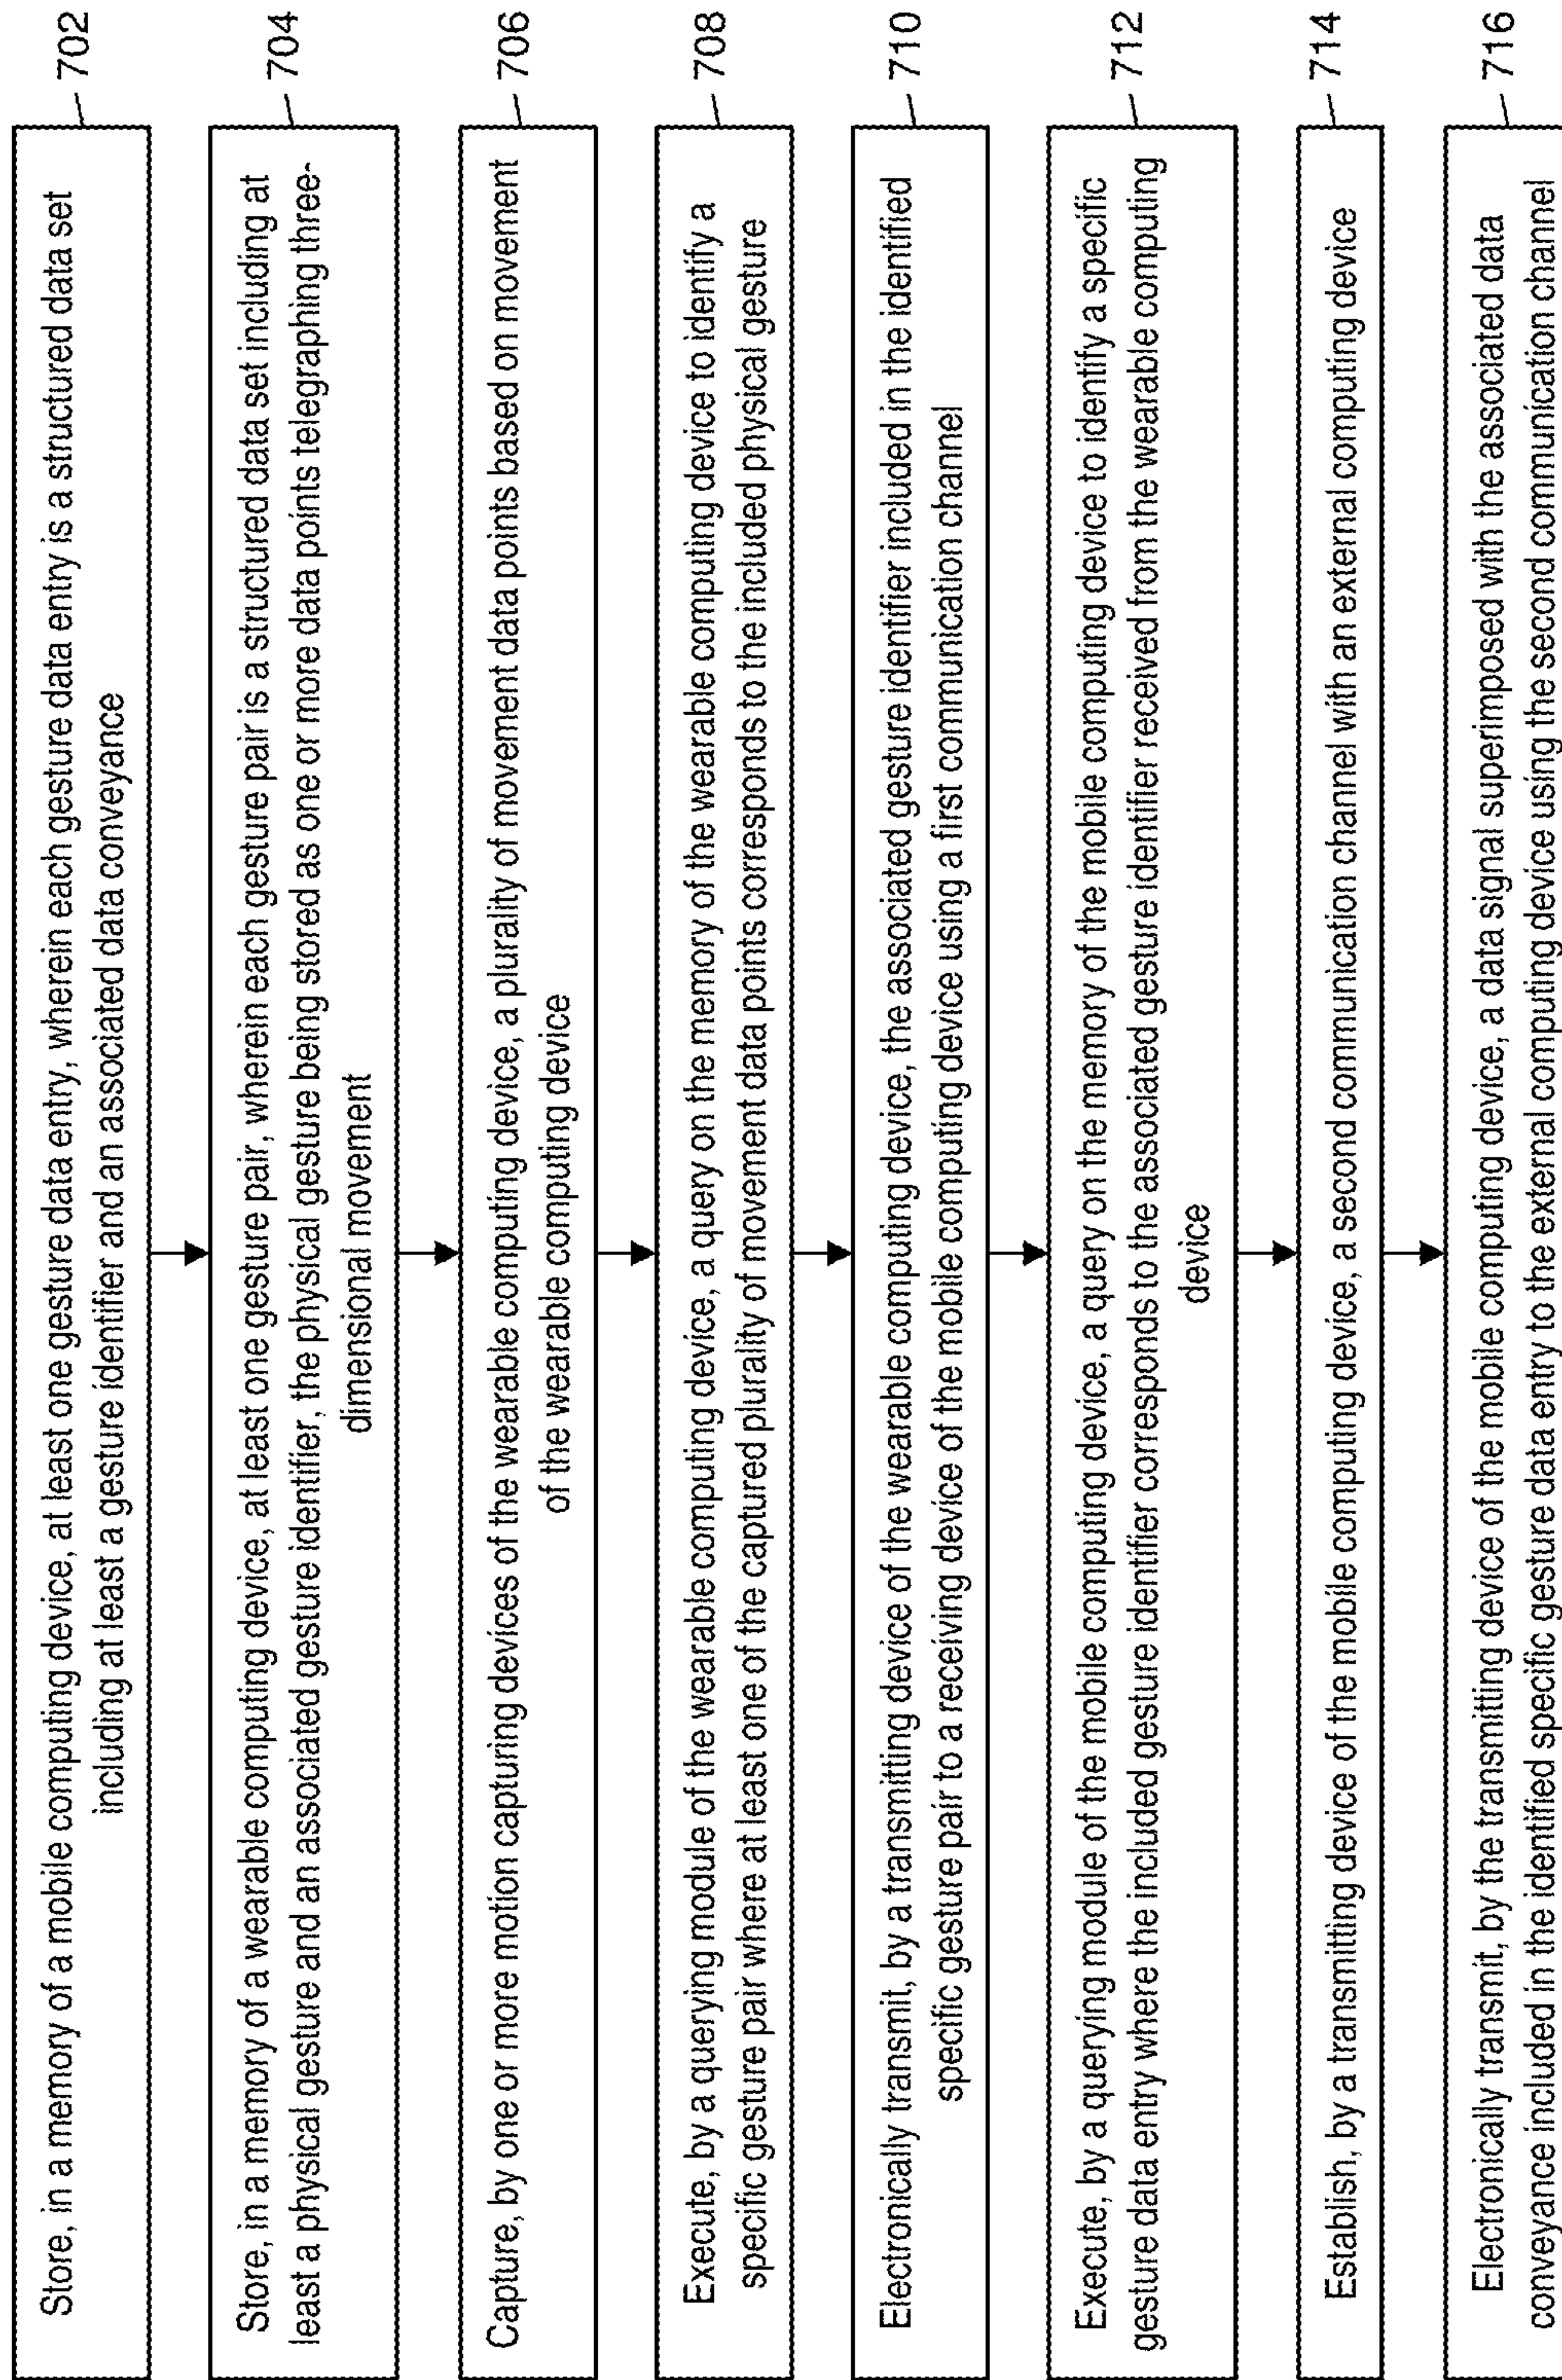 Store, in a memory of a mobile computing device, at least one gesture data entry, wherein each gesture data entry is a structured data set
including at least a gesture identifier and an associated data conveyance
702
Store, in a memory of a wearable computing device, at least one gesture pair, wherein each gesture pair is a structured data set including at
least a physical gesture and an associated gesture identifier, the physical gesture being stored as one or more data points telegraphing three-
dimensional movement
704
Capture, by one or more motion capturing devices of the wearable computing device, a plurality of movement data points based on movement
of the wearable computing device
706
Execute, by a querying module of the wearable computing device, a query on the memory of the wearable computing device to identify a
specific gesture pair where at least one of the captured plurality of movement data points corresponds to the included physical gesture
708
Electronically transmit, by a transmitting device of the wearable computing device, the associated gesture identifier included in the identified
specific gesture pair to a receiving device of the mobile computing device using a first communication channel
710
Execute, by a querying module of the mobile computing device, a query on the memory of the mobile computing device to identify a specific
gesture data entry where the included gesture identifier corresponds to the associated gesture identifier received from the wearable computing
device
712
Establish, by a transmitting device of the mobile computing device, a second communication channel with an external computing device
714
Electronically transmit, by the transmitting device of the mobile computing device, a data signal superimposed with the associated data
conveyance included in the identified specific gesture data entry to the external computing device using the second communication channel
716